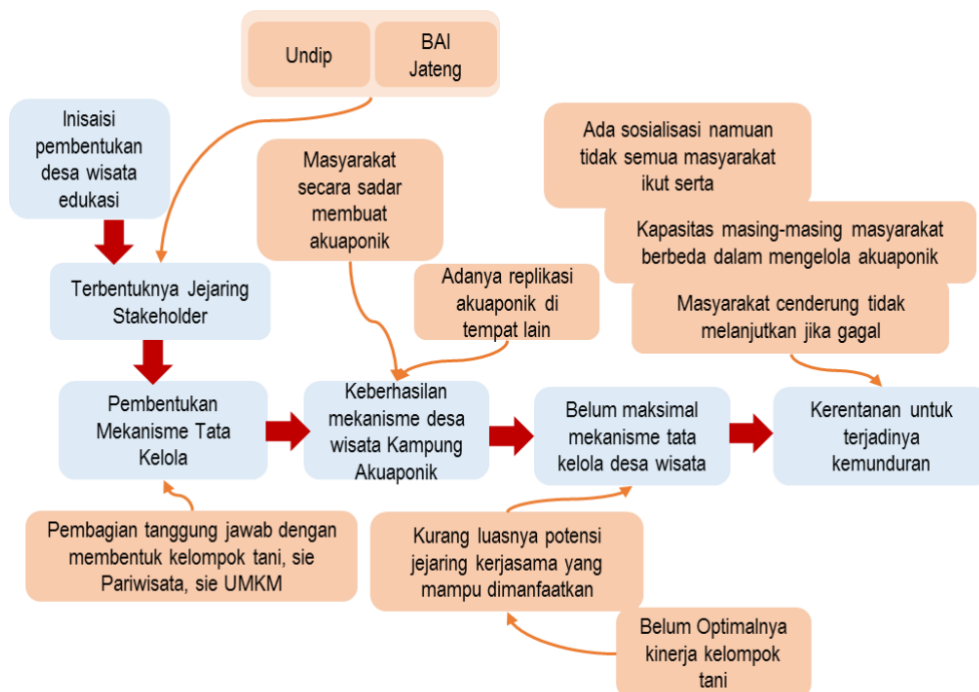 Undip
BAI
Jateng
Inisaisi
pembentukan
desa wisata
edukasi
Masyarakat
secara sadar
membuat
akuaponik
Ada sosialisasi namuan
tidak semua masyarakat
ikut serta
Kapasitas masing-masing masyarakat
berbeda dalam mengelola akuaponik
Terbentuknya Jejaring
Stakeholder
Adanya replikasi
akuaponik di
tempat lain
Masyarakat cenderung tidak
melanjutkan jika gagal
Pembentukan
Mekanisme Tata
Kelola
Keberhasilan
mekanisme desa
wisata Kampung
Akuaponik
Belum maksimal
mekanisme tata
kelola desa wisata
Kerentanan untuk
terjadinya
kemunduran
Pembagian tanggung jawab dengan
membentuk kelompok tani, sie
Pariwisata, sie UMKM
Kurang luasnya potensi
jejaring kerjasama yang
mampu dimanfaatkan
Belum Optimalnya
kinerja kelompok
tani